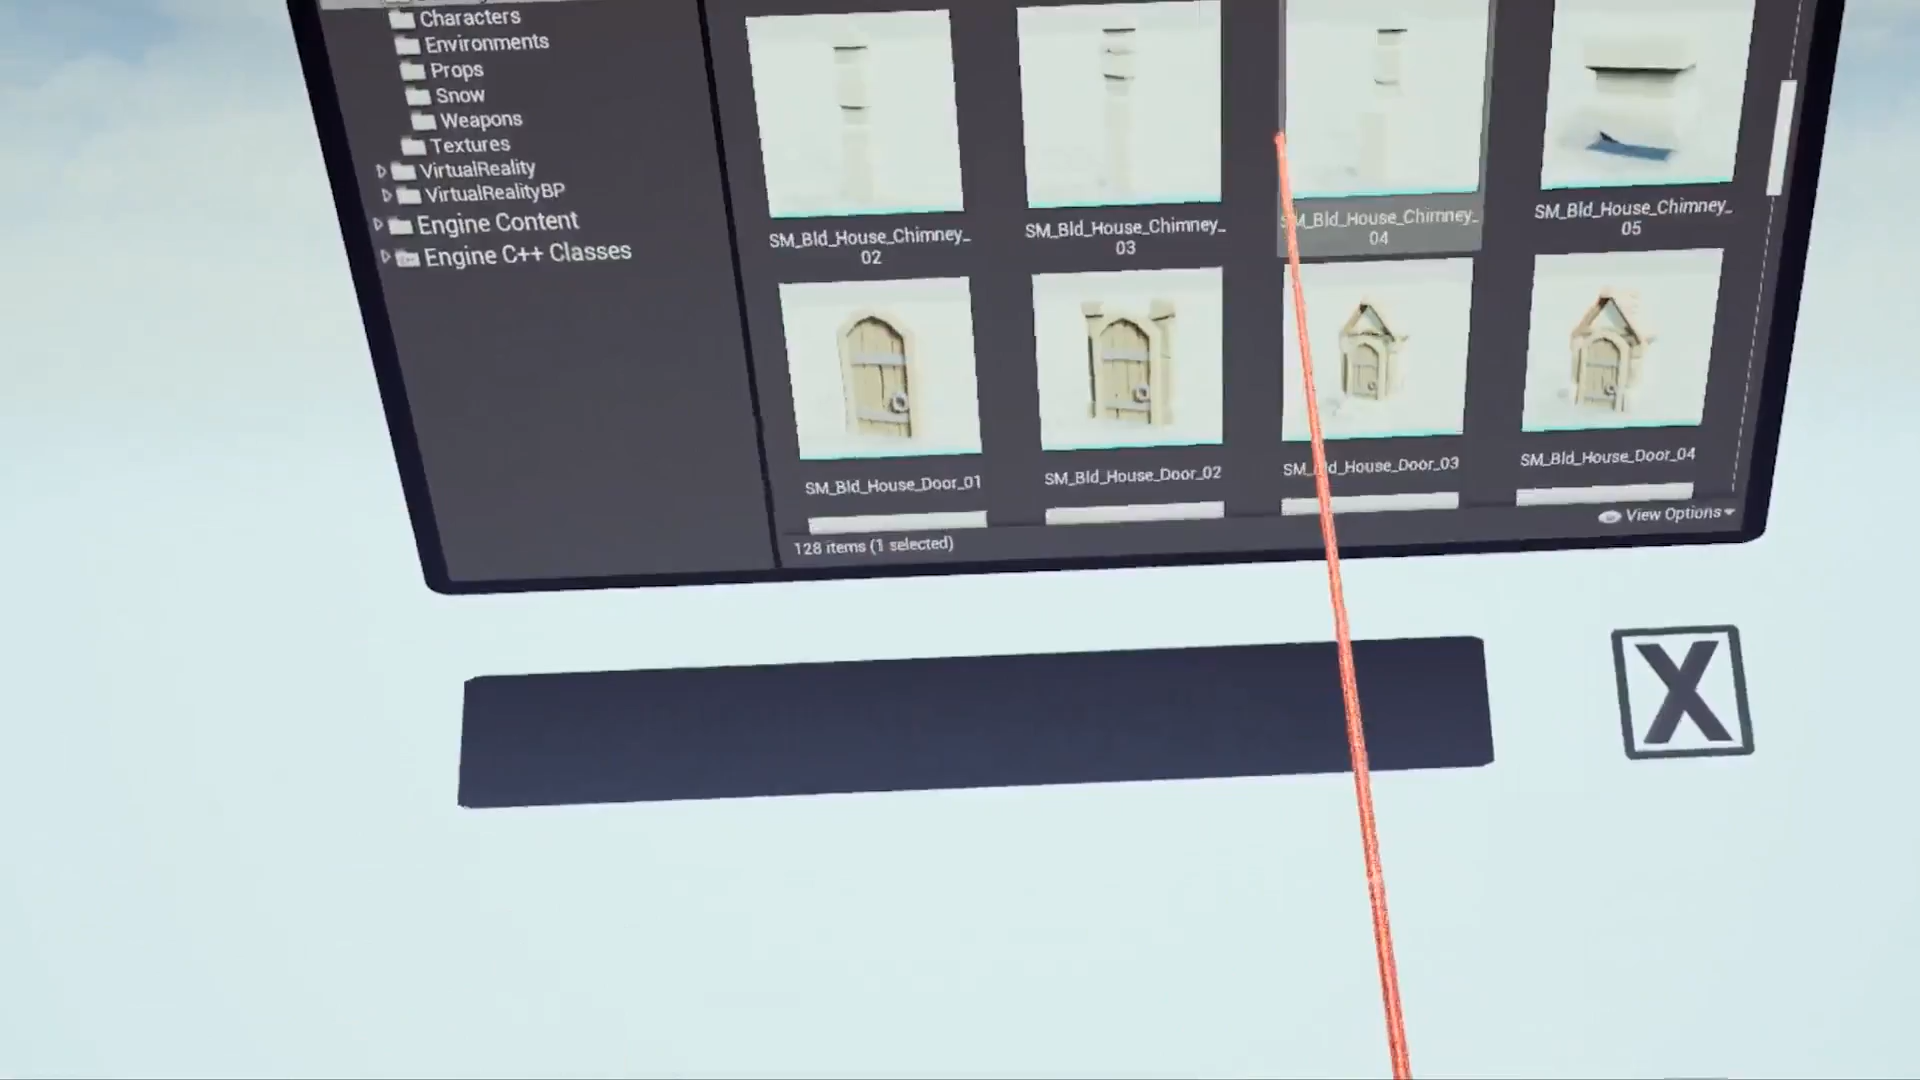 Characters
Environments
Props
Snow
Weapons
Textures
VirtualReality
VirtualRealityBP
Engine Content
Engine C++ Classes
SM_Bld_House_Chimney_
02
SM_Bld_House_Chimney_
03
SM_Bld_House_Chimney_
04
SM_Bld_House_Chimney_
05
SM_Bld_House_Door_01
SM_Bld_House_Door_02
SM_Bld_House_Door_03
SM_Bld_House_Door_04
128 items (1 selected)
View Options
X